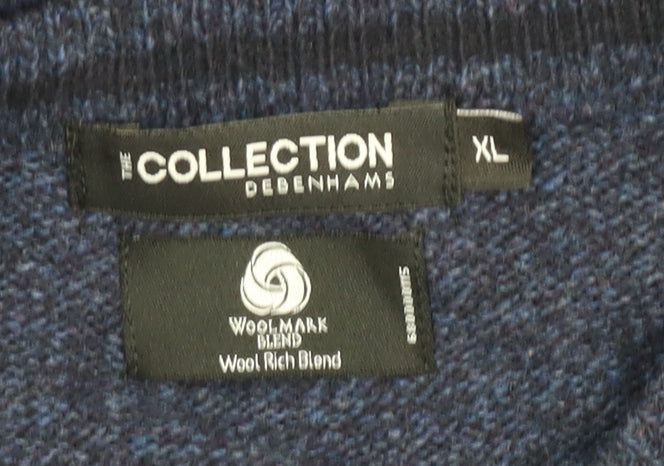 THE COLLECTION
DEBENHAMS
XL
WOOLMARK
BLEND
Wool Rich Blend